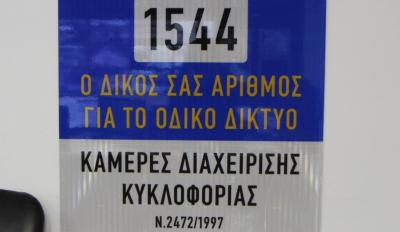 1544
Ο ΔΙΚΟΣ ΣΑΣ ΑΡΙΘΜΟΣ
ΓΙΑ ΤΟ ΟΔΙΚΟ ΔΙΚΤΥΟ
ΚΑΜΕΡΕΣ ΔΙΑΧΕΙΡΙΣΗΣ
ΚΥΚΛΟΦΟΡΙΑΣ
Ν.2472/1997